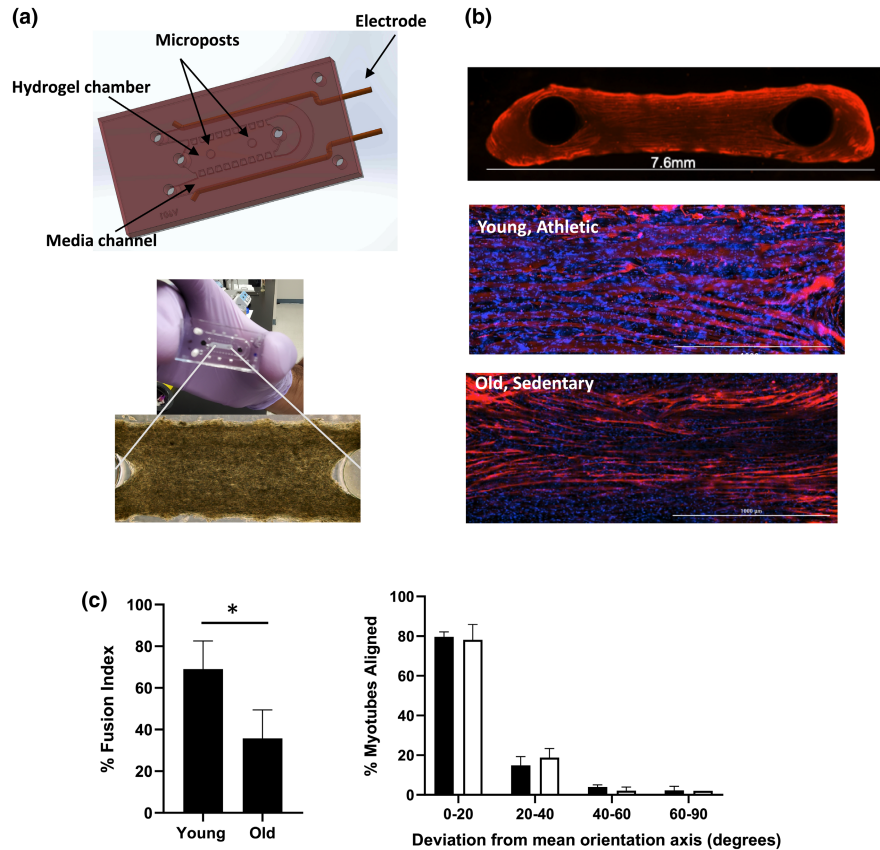 (a)
Electrode
Microposts
Hydrogel chamber
Media channel
(b)
7.6mm
Young, Athletic
Old, Sedentary
1000 µm
(c)
% Fusion Index
100
80
60
40
20
0
*
Young
Old
% Myotubes Aligned
100
80
60
40
20
0
0-20
20-40
40-60
60-90
Deviation from mean orientation axis (degrees)